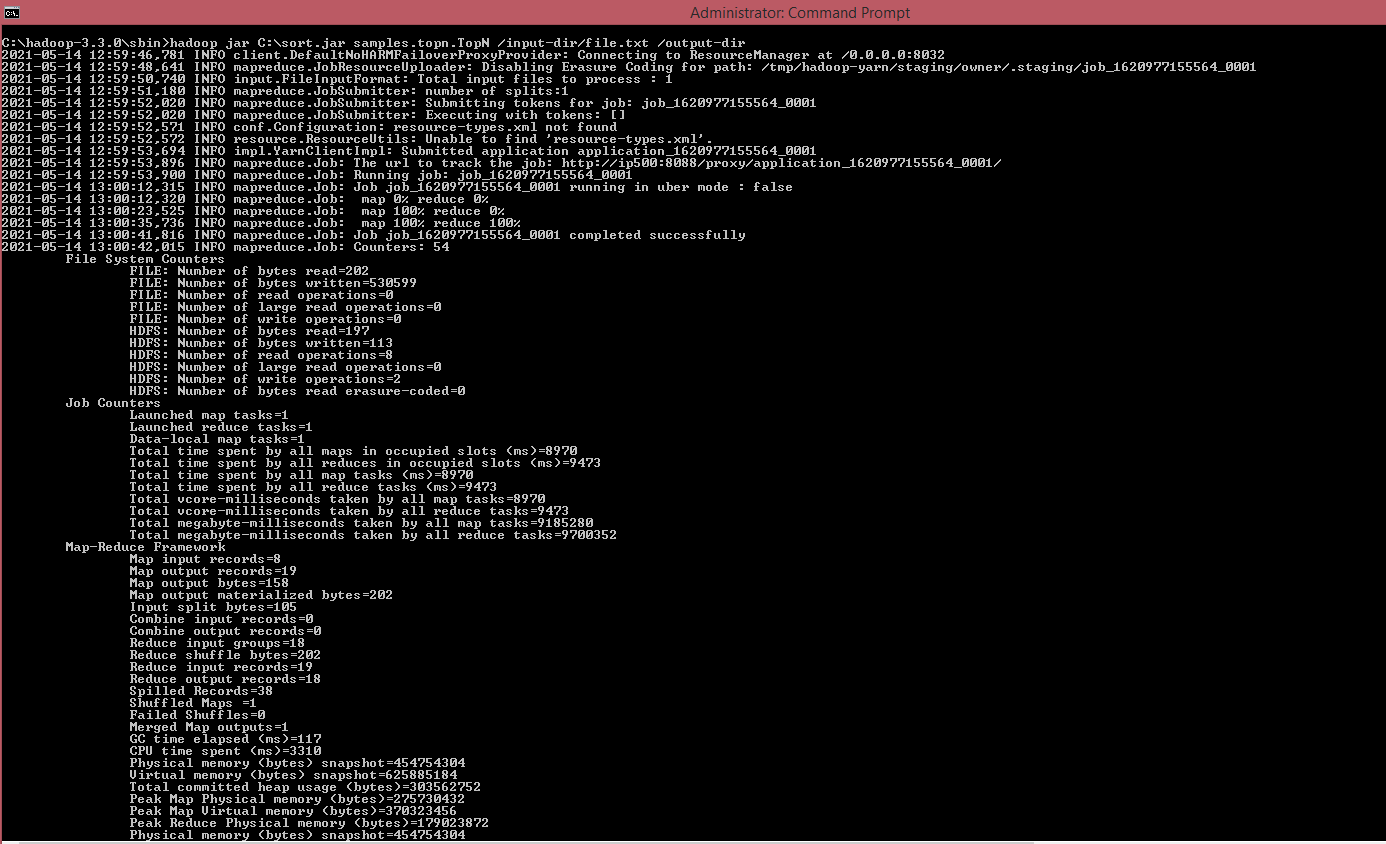 Administrator: Command Prompt
C:\hadoop-3.3.0\sbin>hadoop jar C:\sort.jar samples.topn.TopN /input-dir/file.txt /output-dir
2021-05-14 12:59:46,781 INFO client.DefaultNoHARMFailoverProxyProvider: Connecting to ResourceManager at /0.0.0.0:8032
2021-05-14 12:59:48,641 INFO mapreduce.JobResourceUploader: Disabling Erasure Coding for path: /tmp/hadoop-yarn/staging/owner/.staging/job_1620977155564_0001
2021-05-14 12:59:50,740 INFO input.FileInputFormat: Total input files to process : 1
2021-05-14 12:59:51,180 INFO mapreduce.JobSubmitter: number of splits:1
2021-05-14 12:59:52,020 INFO mapreduce.JobSubmitter: Submitting tokens for job: job_1620977155564_0001
2021-05-14 12:59:52,020 INFO mapreduce.JobSubmitter: Executing with tokens: []
2021-05-14 12:59:52,571 INFO conf.Configuration: resource-types.xml not found
2021-05-14 12:59:52,572 INFO resource.ResourceUtils: Unable to find 'resource-types.xml'.
2021-05-14 12:59:53,694 INFO impl.YarnClientImpl: Submitted application application_1620977155564_0001
2021-05-14 12:59:53,896 INFO mapreduce.Job: The url to track the job: http://ip500:8088/proxy/application_1620977155564_0001/
2021-05-14 12:59:53,900 INFO mapreduce.Job: Running job: job_1620977155564_0001
2021-05-14 13:00:12,315 INFO mapreduce.Job: Job job_1620977155564_0001 running in uber mode : false
2021-05-14 13:00:12,320 INFO mapreduce.Job:  map 0% reduce 0%
2021-05-14 13:00:23,525 INFO mapreduce.Job:  map 100% reduce 0%
2021-05-14 13:00:35,736 INFO mapreduce.Job:  map 100% reduce 100%
2021-05-14 13:00:41,816 INFO mapreduce.Job: Job job_1620977155564_0001 completed successfully
2021-05-14 13:00:42,015 INFO mapreduce.Job: Counters: 54
File System Counters
FILE: Number of bytes read=202
FILE: Number of bytes written=530599
FILE: Number of read operations=0
FILE: Number of large read operations=0
FILE: Number of write operations=0
HDFS: Number of bytes read=197
HDFS: Number of bytes written=113
HDFS: Number of read operations=8
HDFS: Number of large read operations=0
HDFS: Number of write operations=2
HDFS: Number of bytes read erasure-coded=0
Job Counters
Launched map tasks=1
Launched reduce tasks=1
Data-local map tasks=1
Total time spent by all maps in occupied slots (ms)=8970
Total time spent by all reduces in occupied slots (ms)=9473
Total time spent by all map tasks (ms)=8970
Total time spent by all reduce tasks (ms)=9473
Total vcore-milliseconds taken by all map tasks=8970
Total vcore-milliseconds taken by all reduce tasks=9473
Total megabyte-milliseconds taken by all map tasks=9185280
Total megabyte-milliseconds taken by all reduce tasks=9700352
Map-Reduce Framework
Map input records=8
Map output records=19
Map output bytes=158
Map output materialized bytes=202
Input split bytes=105
Combine input records=0
Combine output records=0
Reduce input groups=18
Reduce shuffle bytes=202
Reduce input records=19
Reduce output records=18
Spilled Records=38
Shuffled Maps =1
Failed Shuffles=0
Merged Map outputs=1
GC time elapsed (ms)=117
CPU time spent (ms)=3310
Physical memory (bytes) snapshot=454754304
Virtual memory (bytes) snapshot=625885184
Total committed heap usage (bytes)=303562752
Peak Map Physical memory (bytes)=275730432
Peak Map Virtual memory (bytes)=370323456
Peak Reduce Physical memory (bytes)=179023872
Physical memory (bytes) snapshot=454754304